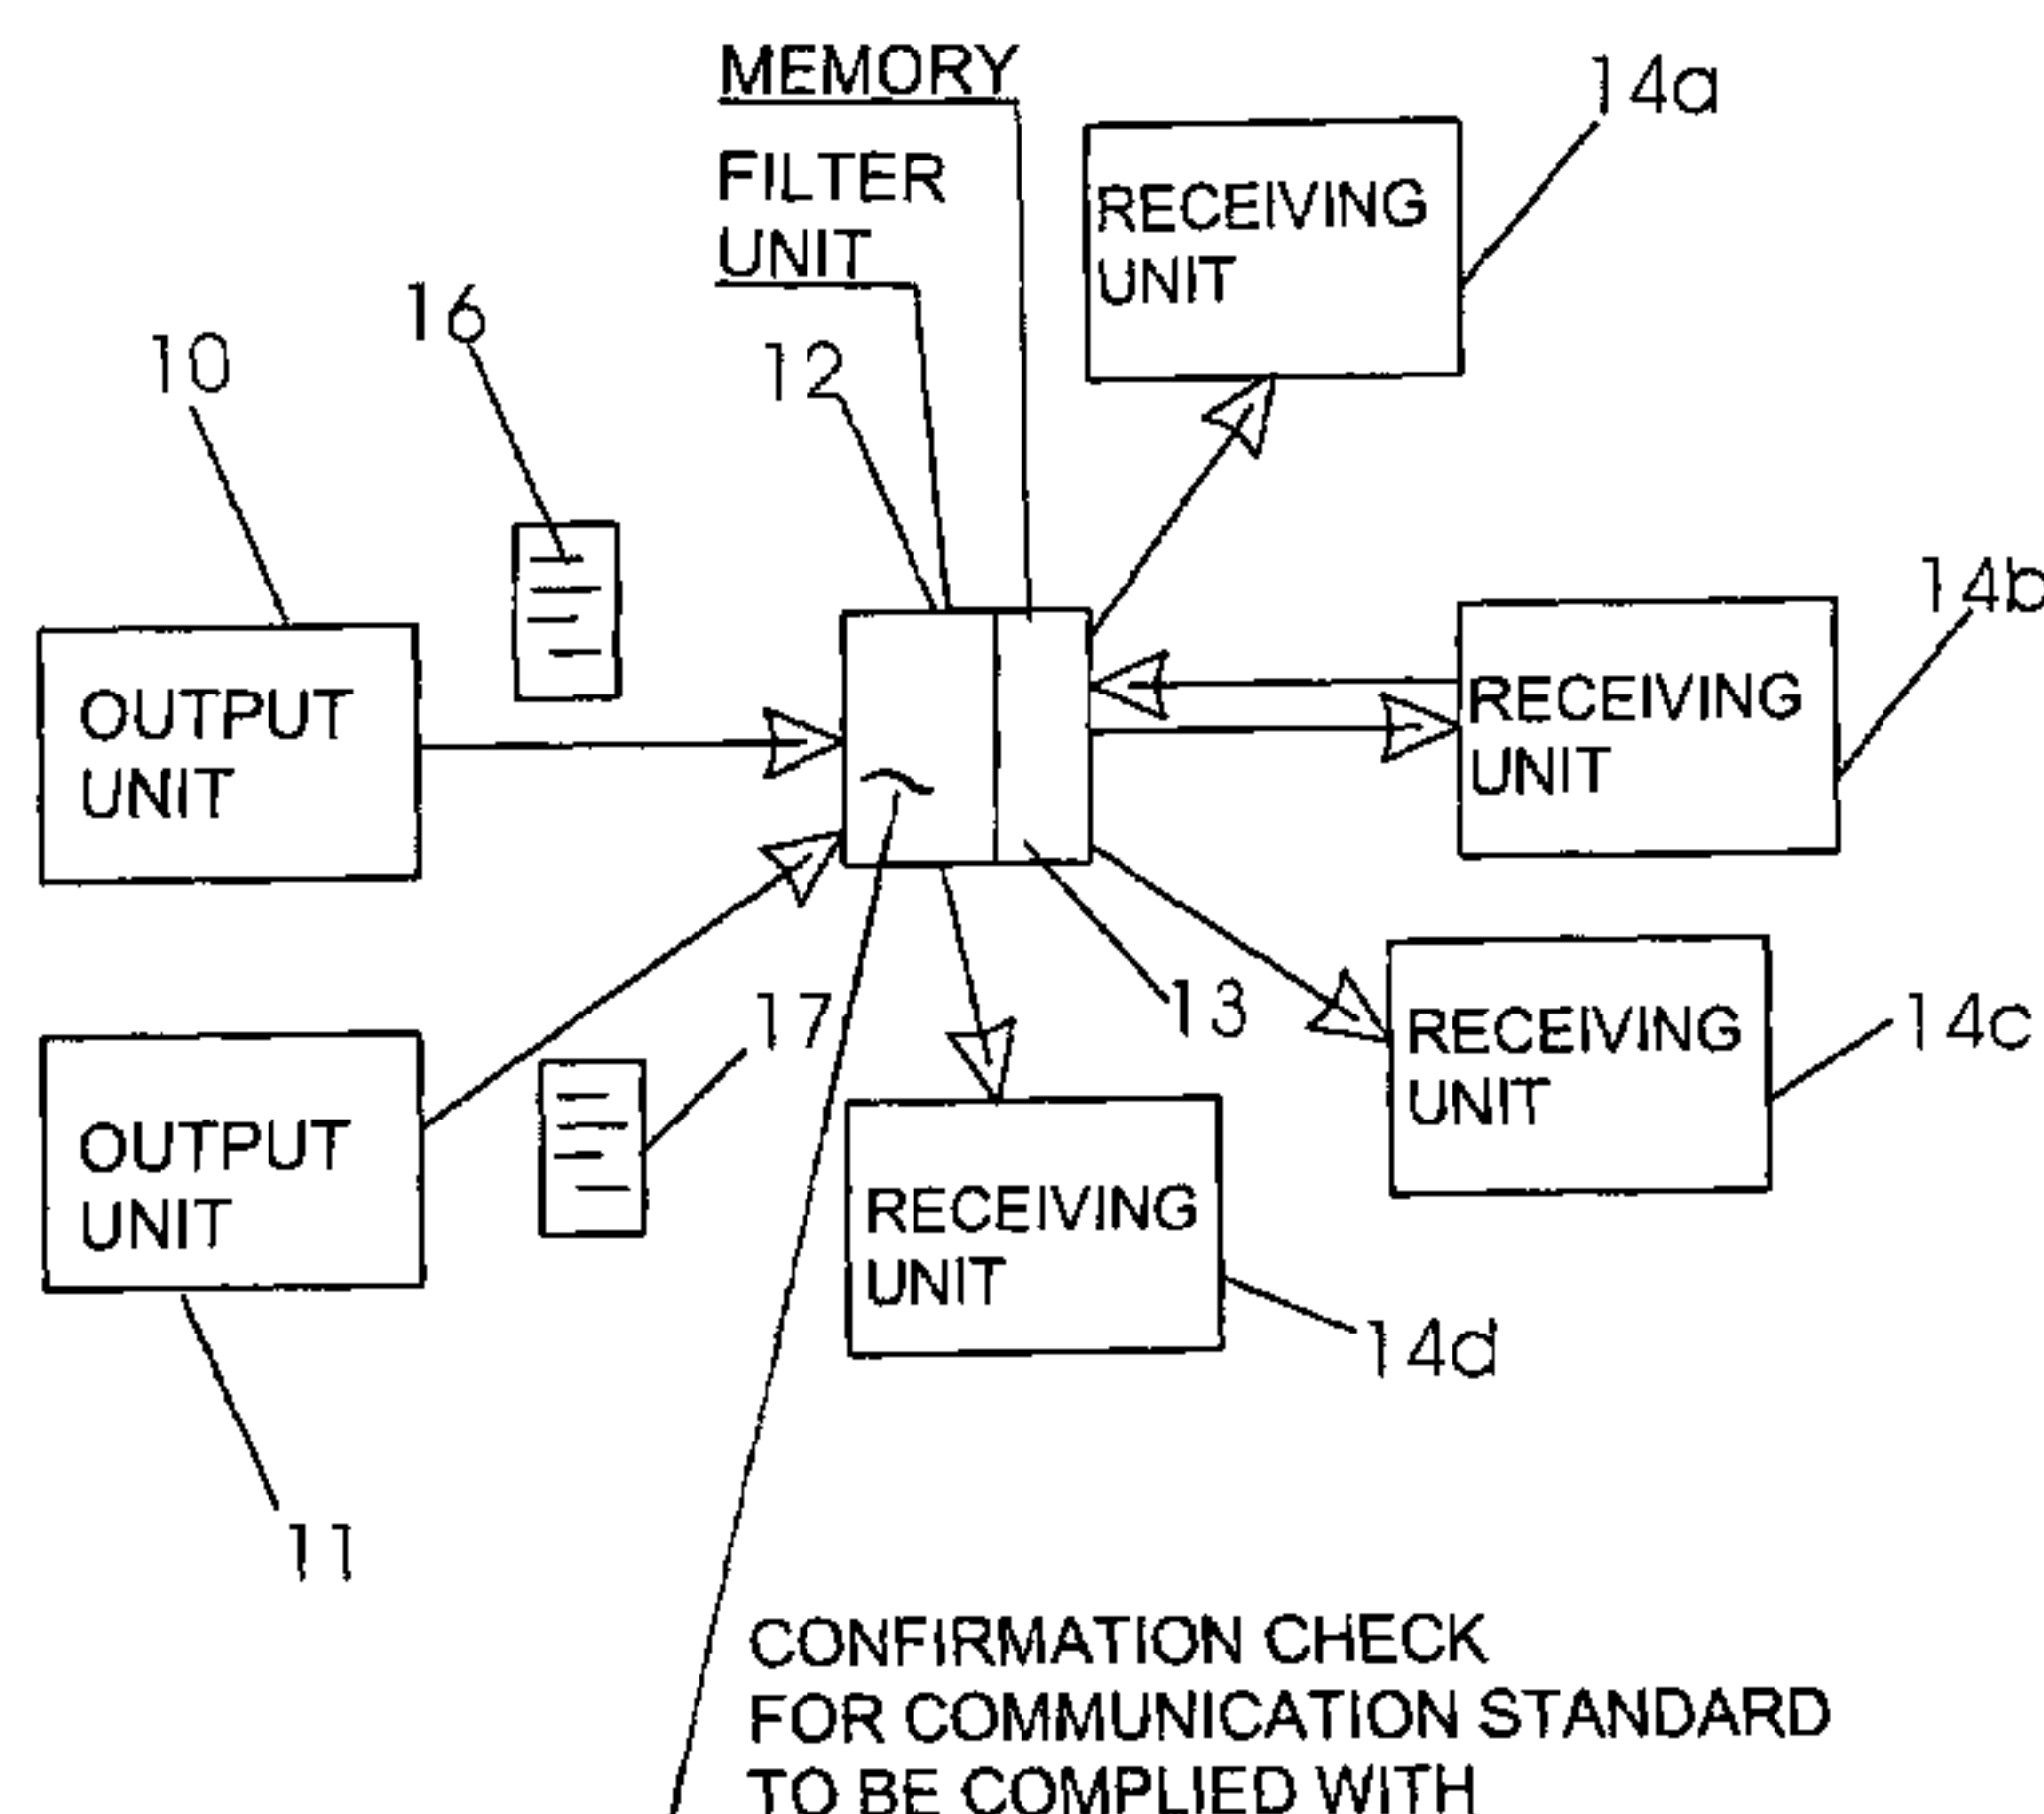 MEMORY
14a
FILTER
UNIT
RECEIVING
UNIT
16
10
12
14b
OUTPUT
UNIT
RECEIVING
UNIT
17
13
14c
RECEIVING
UNIT
OUTPUT
UNIT
RECEIVING
UNIT
14d
11
CONFIRMATION CHECK
FOR COMMUNICATION STANDARD
TO BE COMPLIED WITH